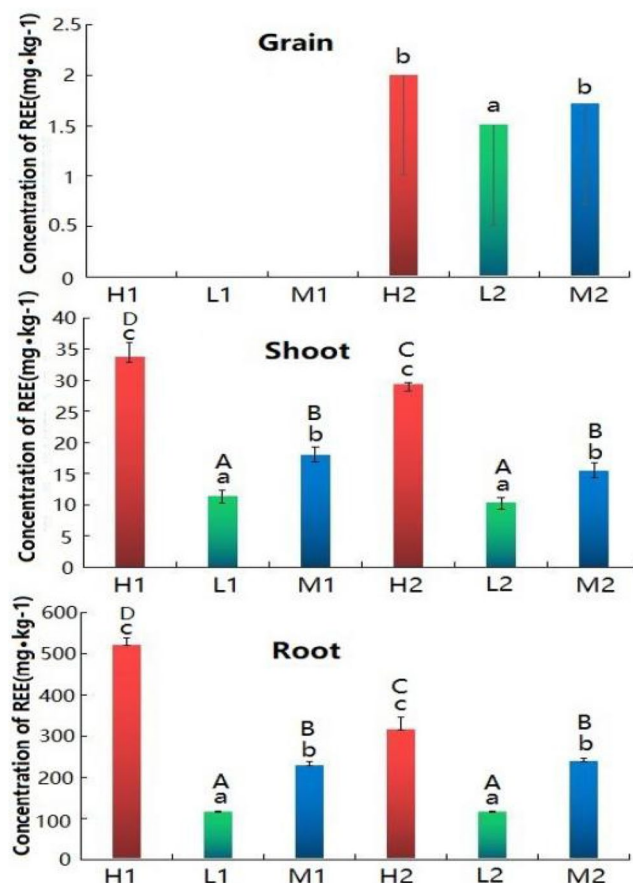 Concentration of REE(mg•kg-1)
2.5
2
1.5
1
0.5
0
Grain
b
a
b
H1 L1 M1 H2 L2 M2
Concentration of REE(mg•kg-1)
40
35
30
25
20
15
10
5
0
Shoot
D
c
A
a
B
b
C
c
A
a
B
b
H1 L1 M1 H2 L2 M2
Concentration of REE(mg•kg-1)
600
500
400
300
200
100
0
Root
D
c
A
a
B
b
C
c
A
a
B
b
H1 L1 M1 H2 L2 M2